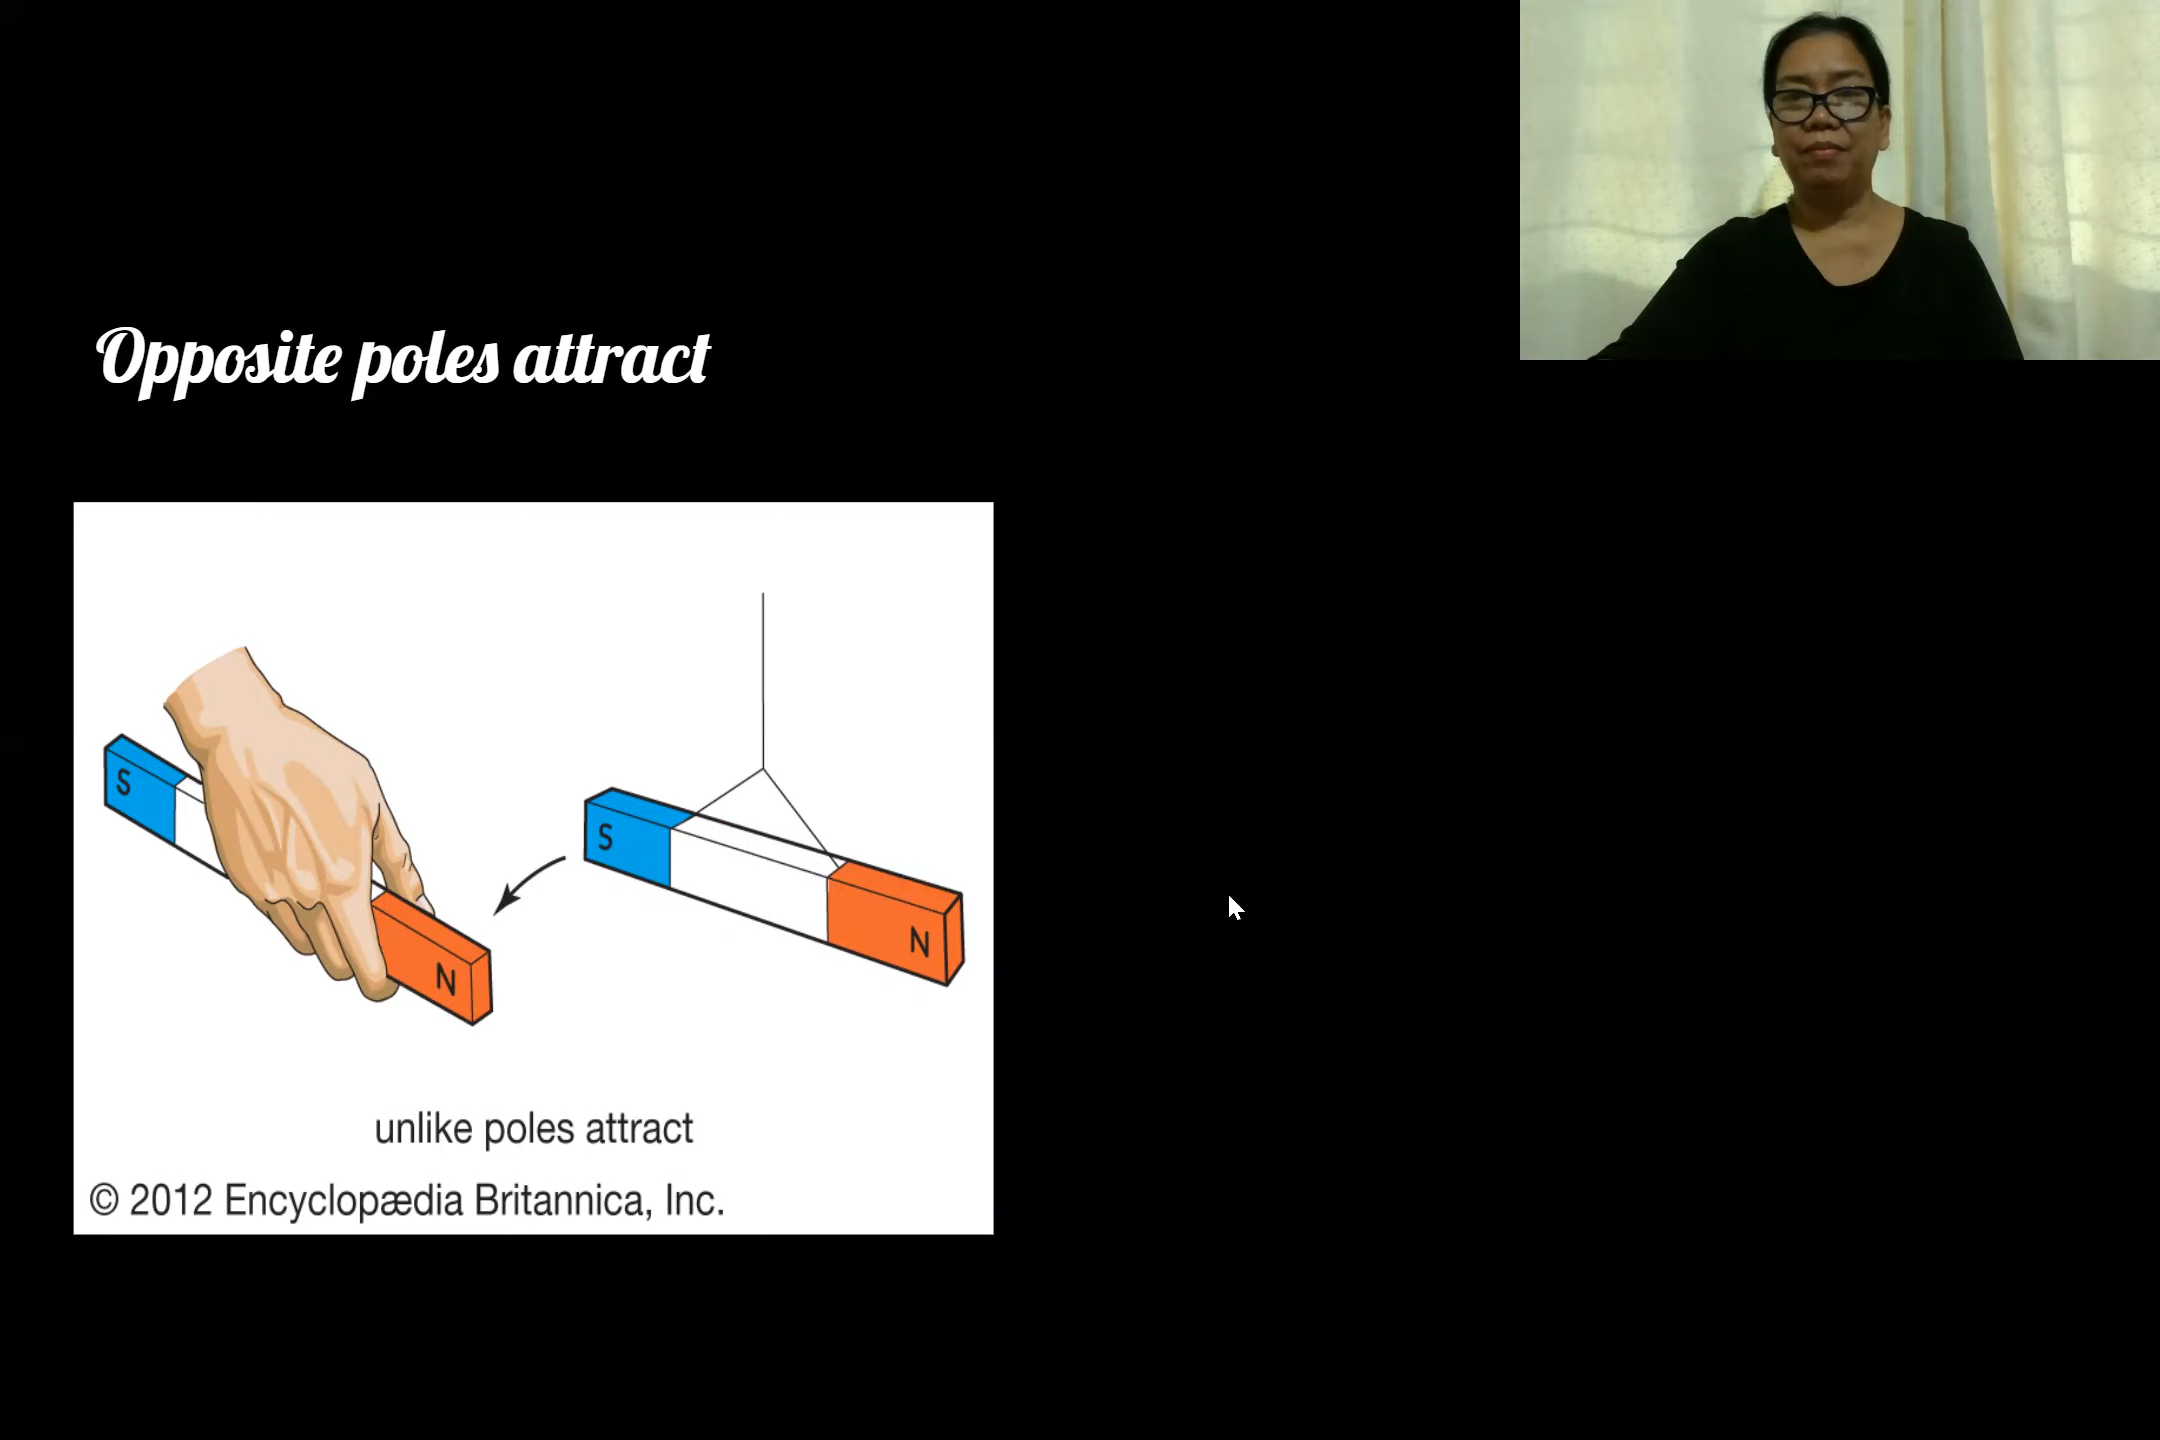 Opposite poles attract
S
S
N
N
unlike poles attract
© 2012 Encyclopædia Britannica, Inc.